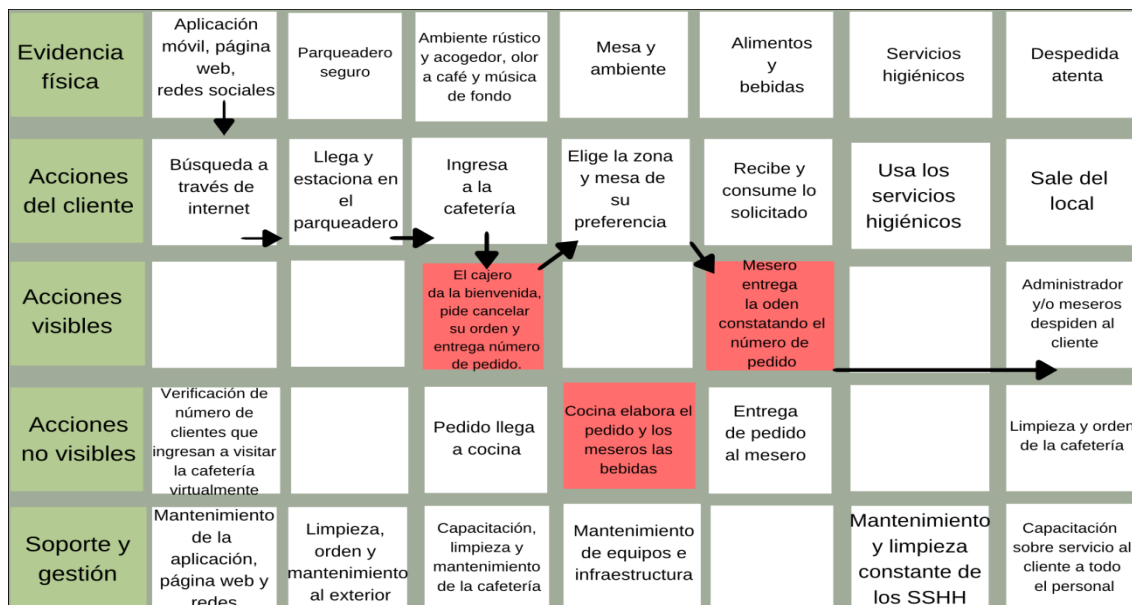 Evidencia
física
Aplicación
móvil, página
web,
redes sociales
Parqueadero
seguro
Ambiente rústico
y acogedor, olor
a café y música
de fondo
Mesa y
ambiente
Alimentos
y
bebidas
Servicios
higiénicos
Despedida
atenta
Acciones
del cliente
Búsqueda a
través de
internet
Llega y
estaciona en
el
parqueadero
Ingresa
a la
cafetería
Elige la zona
y mesa de
su
preferencia
Recibe y
consume lo
solicitado
Usa los
servicios
higiénicos
Sale del
local
Acciones
visibles
El cajero
da la bienvenida,
pide cancelar
su orden y
entrega número
de pedido.
Mesero
entrega
la oden
constatando el
número de
pedido
Administrador
y/o meseros
despiden al
cliente
Acciones
no visibles
Verificación de
número de
clientes que
ingresan a visitar
la cafetería
virtualmente
Pedido llega
a cocina
Cocina elabora el
pedido y los
meseros las
bebidas
Entrega
de pedido
al mesero
Limpieza y orden
de la cafetería
Soporte y
gestión
Mantenimiento
de la
aplicación,
página web y
redes
Limpieza,
orden y
mantenimiento
al exterior
Capacitación,
limpieza y
mantenimiento
de la cafetería
Mantenimiento
de equipos e
infraestructura
Mantenimiento
y limpieza
constante de
los SSHH
Capacitación
sobre servicio al
cliente a todo
el personal